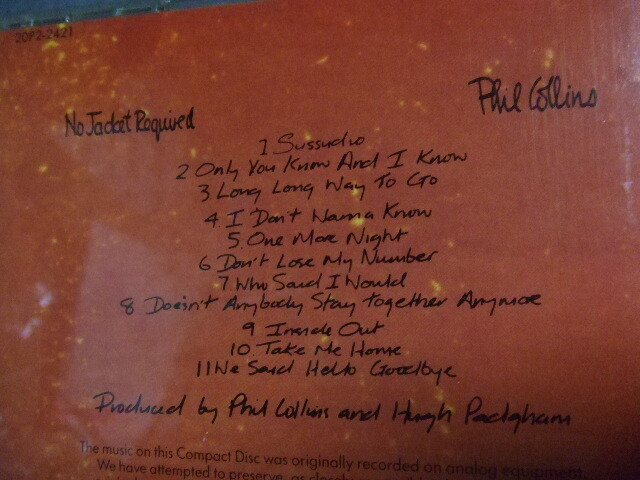 20P2-2421
No Jacket Required
Phil Collins
1 Sussudio
2 Only You Know And I Know
3 Long Long Way To Go
4 I Don't Wanna Know
5. One More Night
6 Don't Lose My Number
7 Who Said I Would
8 Doesn't Anybody Stay together Anymore
9 Inside Out
10. Take Me Home
11 We Said Hello Goodbye
Produced by Phil Collins and Hugh Padgham
The music on this Compact Disc was originally recorded on analog equipment.
We have attempted to preserve, as closely